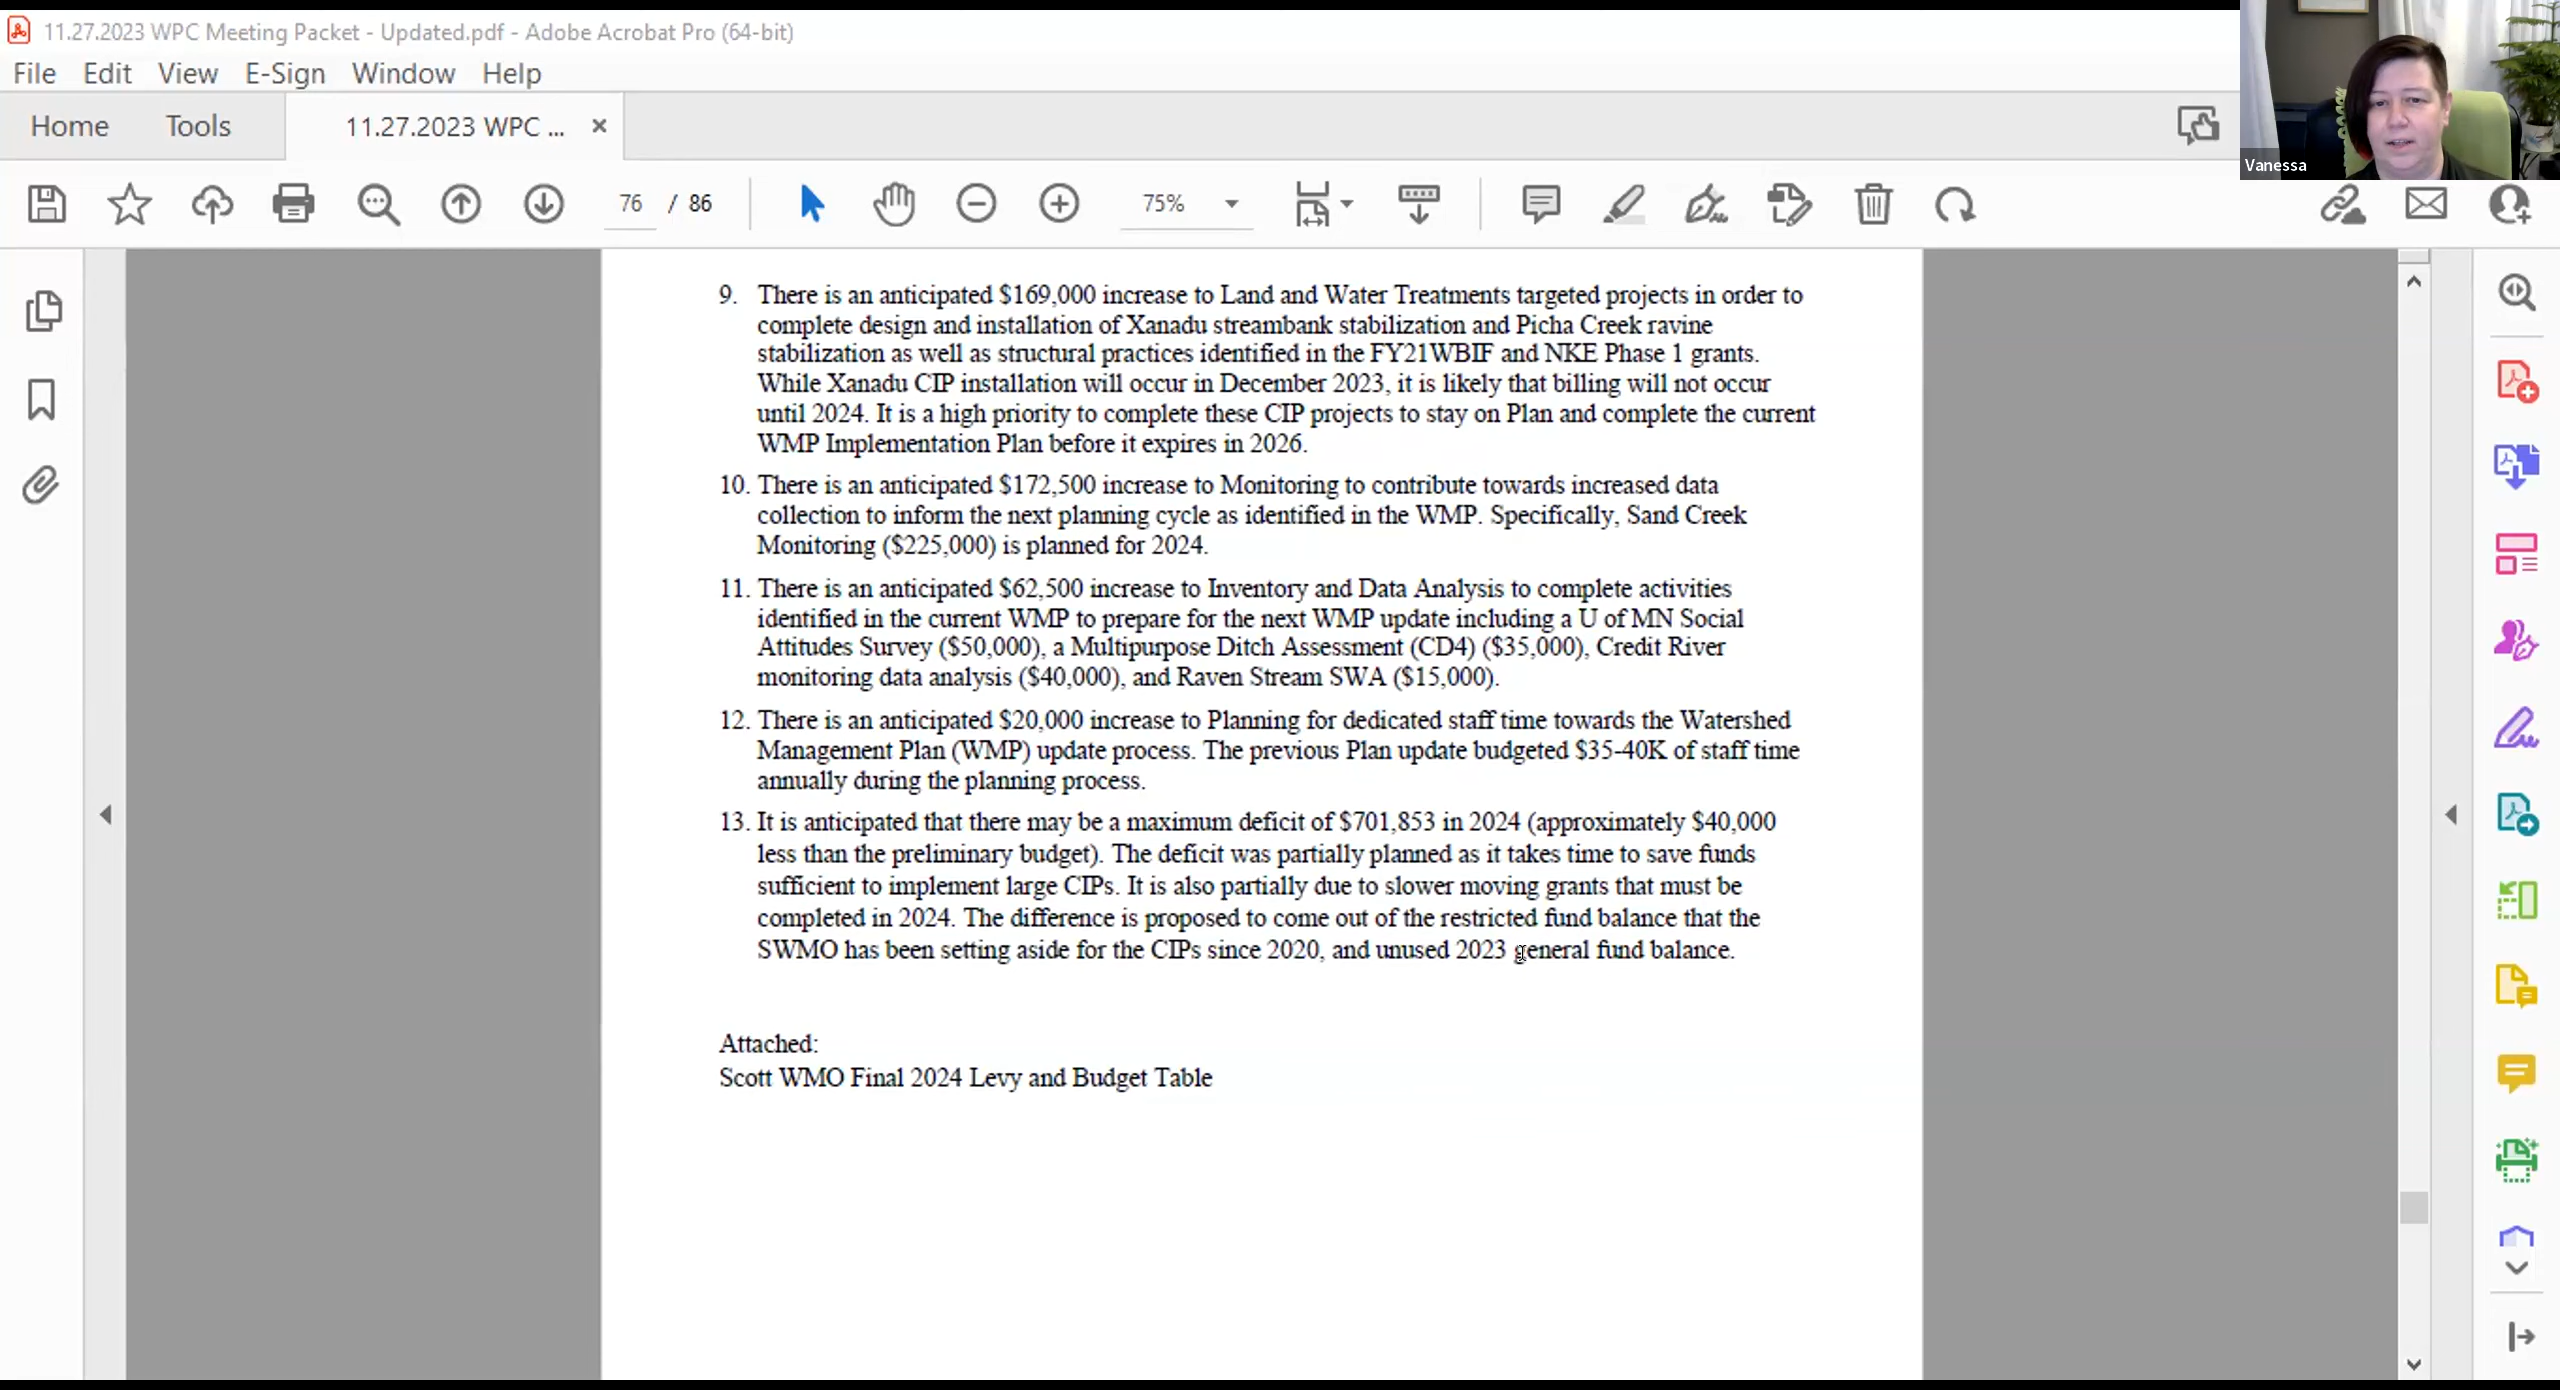 11.27.2023 WPC Meeting Packet - Updated.pdf - Adobe Acrobat Pro (64-bit)
File Edit View E-Sign Window Help
Home Tools 11.27.2023 WPC ... ×
Vanessa
76 / 86 75%
9. There is an anticipated $169,000 increase to Land and Water Treatments targeted projects in order to
complete design and installation of Xanadu streambank stabilization and Picha Creek ravine
stabilization as well as structural practices identified in the FY21WBIF and NKE Phase 1 grants.
While Xanadu CIP installation will occur in December 2023, it is likely that billing will not occur
until 2024. It is a high priority to complete these CIP projects to stay on Plan and complete the current
WMP Implementation Plan before it expires in 2026.
10. There is an anticipated $172,500 increase to Monitoring to contribute towards increased data
collection to inform the next planning cycle as identified in the WMP. Specifically, Sand Creek
Monitoring ($225,000) is planned for 2024.
11. There is an anticipated $62,500 increase to Inventory and Data Analysis to complete activities
identified in the current WMP to prepare for the next WMP update including a U of MN Social
Attitudes Survey ($50,000), a Multipurpose Ditch Assessment (CD4) ($35,000), Credit River
monitoring data analysis ($40,000), and Raven Stream SWA ($15,000).
12. There is an anticipated $20,000 increase to Planning for dedicated staff time towards the Watershed
Management Plan (WMP) update process. The previous Plan update budgeted $35-40K of staff time
annually during the planning process.
13. It is anticipated that there may be a maximum deficit of $701,853 in 2024 (approximately $40,000
less than the preliminary budget). The deficit was partially planned as it takes time to save funds
sufficient to implement large CIPs. It is also partially due to slower moving grants that must be
completed in 2024. The difference is proposed to come out of the restricted fund balance that the
SWMO has been setting aside for the CIPs since 2020, and unused 2023 general fund balance.
Attached:
Scott WMO Final 2024 Levy and Budget Table